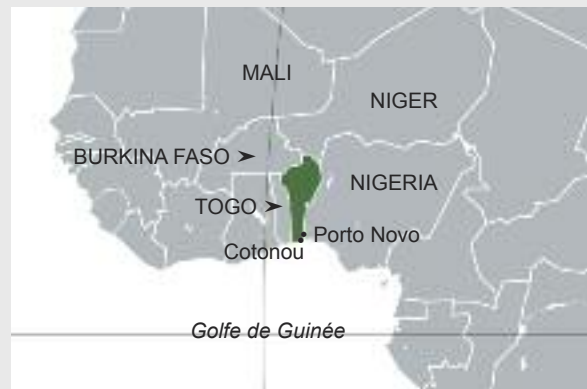 MALI
NIGER
BURKINA FASO ➤
NIGERIA
TOGO ➤
Porto Novo
Cotonou
Golfe de Guinée